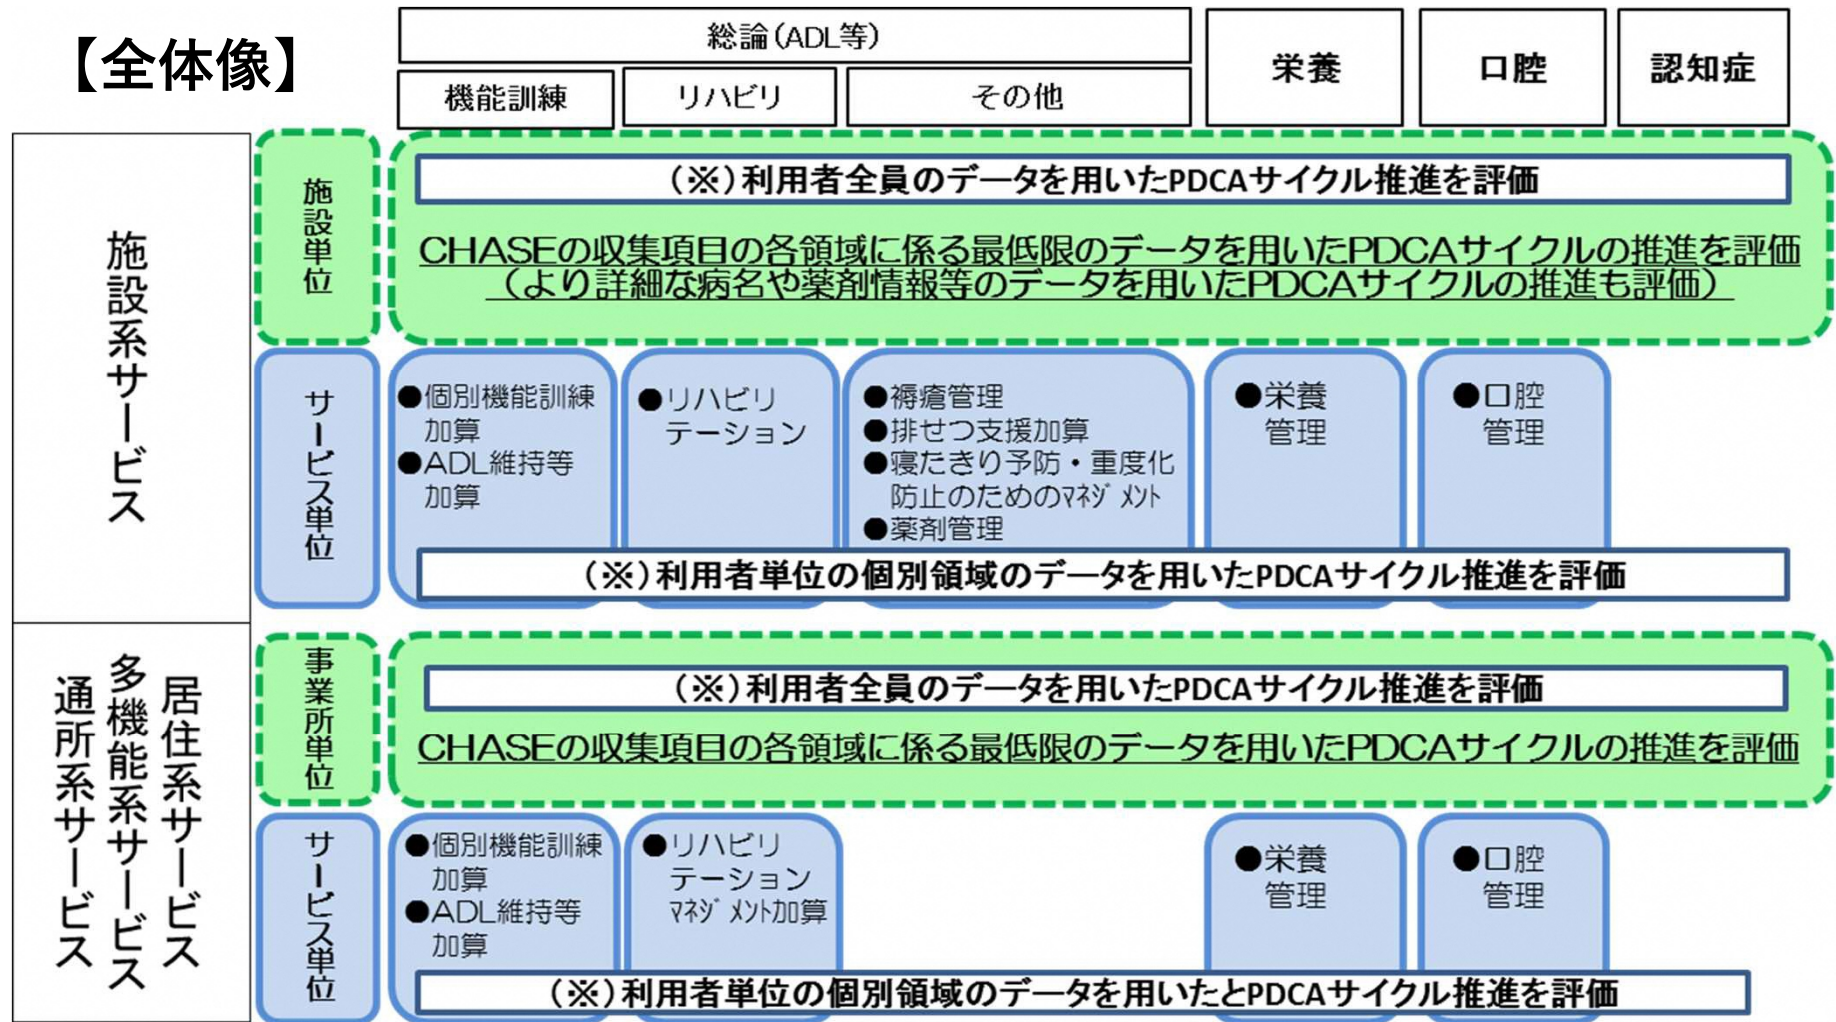 【全体像】
総論(ADL等)
機能訓練
リハビリ
その他
栄養
口腔
認知症
施設系サービス
施設単位
(※)利用者全員のデータを用いたPDCAサイクル推進を評価
CHASEの収集項目の各領域に係る最低限のデータを用いたPDCAサイクルの推進を評価
(より詳細な病名や薬剤情報等のデータを用いたPDCAサイクルの推進も評価)
サービス単位
●個別機能訓練
加算
●ADL維持等
加算
●リハビリ
テーション
●褥瘡管理
●排せつ支援加算
●寝たきり予防・重度化
防止のためのﾏﾈｼﾞﾒﾝﾄ
●薬剤管理
●栄養
管理
●口腔
管理
(※)利用者単位の個別領域のデータを用いたPDCAサイクル推進を評価
居住系サービス
多機能系サービス
通所系サービス
事業所単位
(※)利用者全員のデータを用いたPDCAサイクル推進を評価
CHASEの収集項目の各領域に係る最低限のデータを用いたPDCAサイクルの推進を評価
サービス単位
●個別機能訓練
加算
●ADL維持等
加算
●リハビリ
テーション
ﾏﾈｼﾞﾒﾝﾄ加算
●栄養
管理
●口腔
管理
(※)利用者単位の個別領域のデータを用いたとPDCAサイクル推進を評価